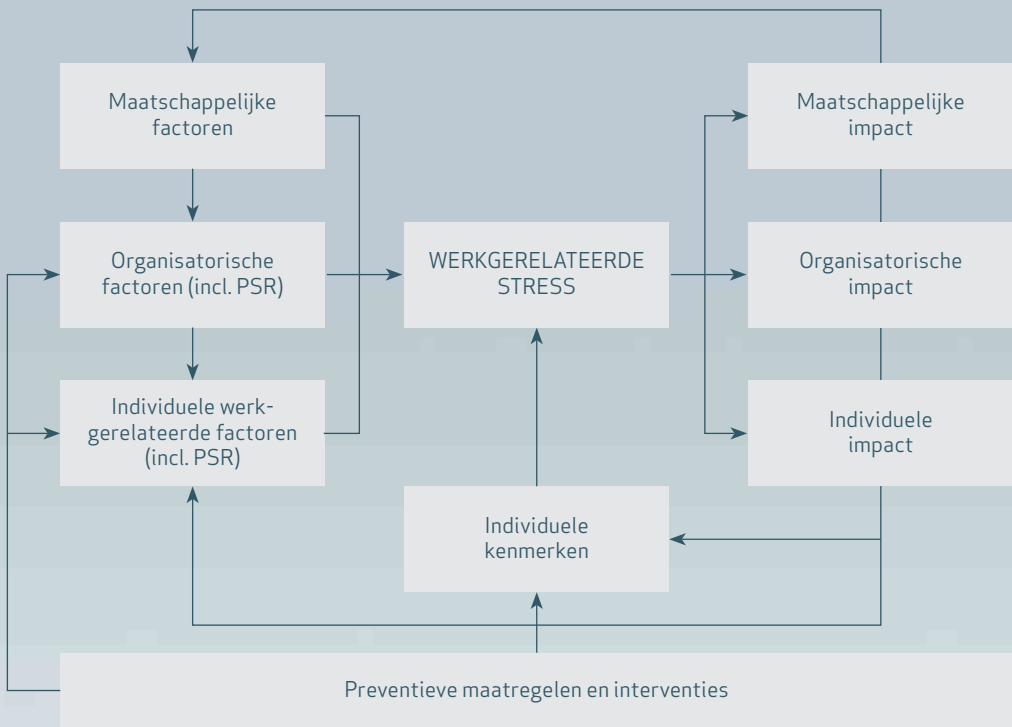 Maatschappelijke
factoren
Maatschappelijke
impact
Organisatorische
factoren (incl. PSR)
WERKGERELATEERDE
STRESS
Organisatorische
impact
Individuele werk-
gerelateerde factoren
(incl. PSR)
Individuele
impact
Individuele
kenmerken
Preventieve maatregelen en interventies